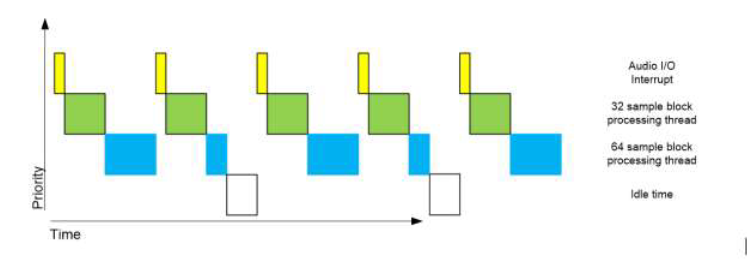 Audio I/O
Interrupt
32 sample block
processing thread
64 sample block
processing thread
Idle time
Priority
Time